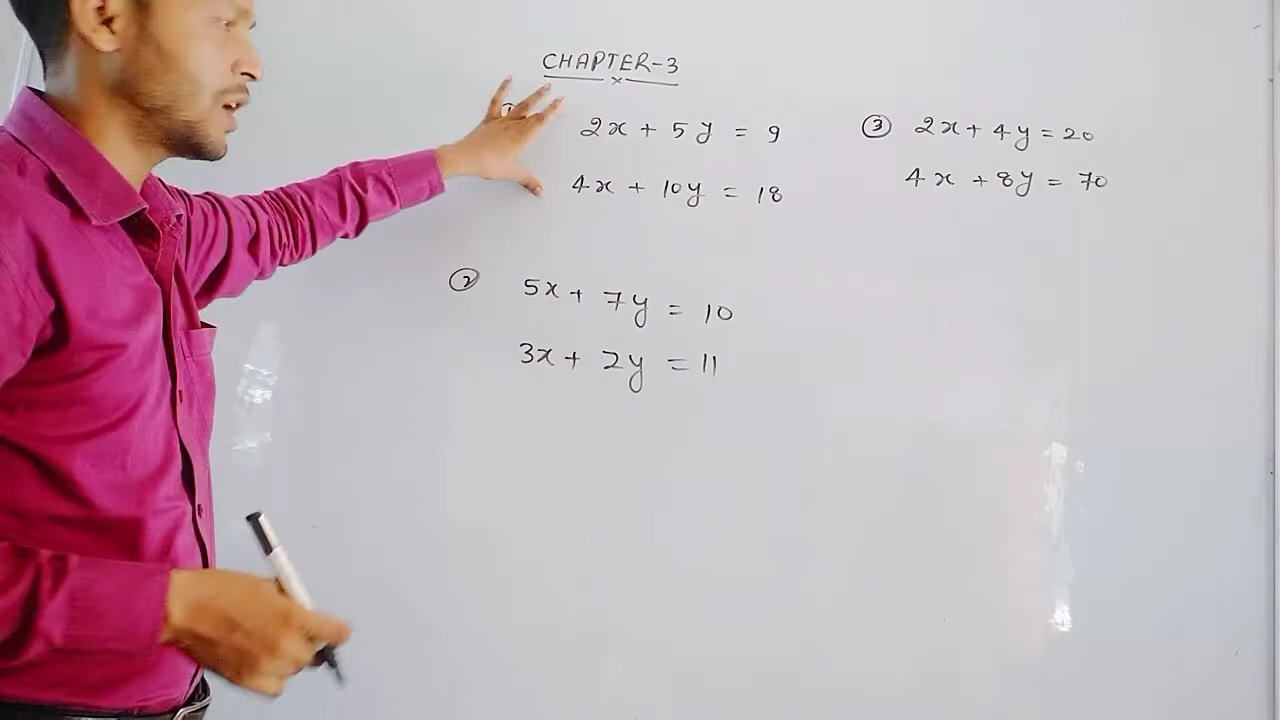 CHAPTER-3
①
2x + 5y = 9
4x + 10y = 18
②
5x + 7y = 10
3x + 2y = 11
③
2x + 4y = 20
4x + 8y = 70